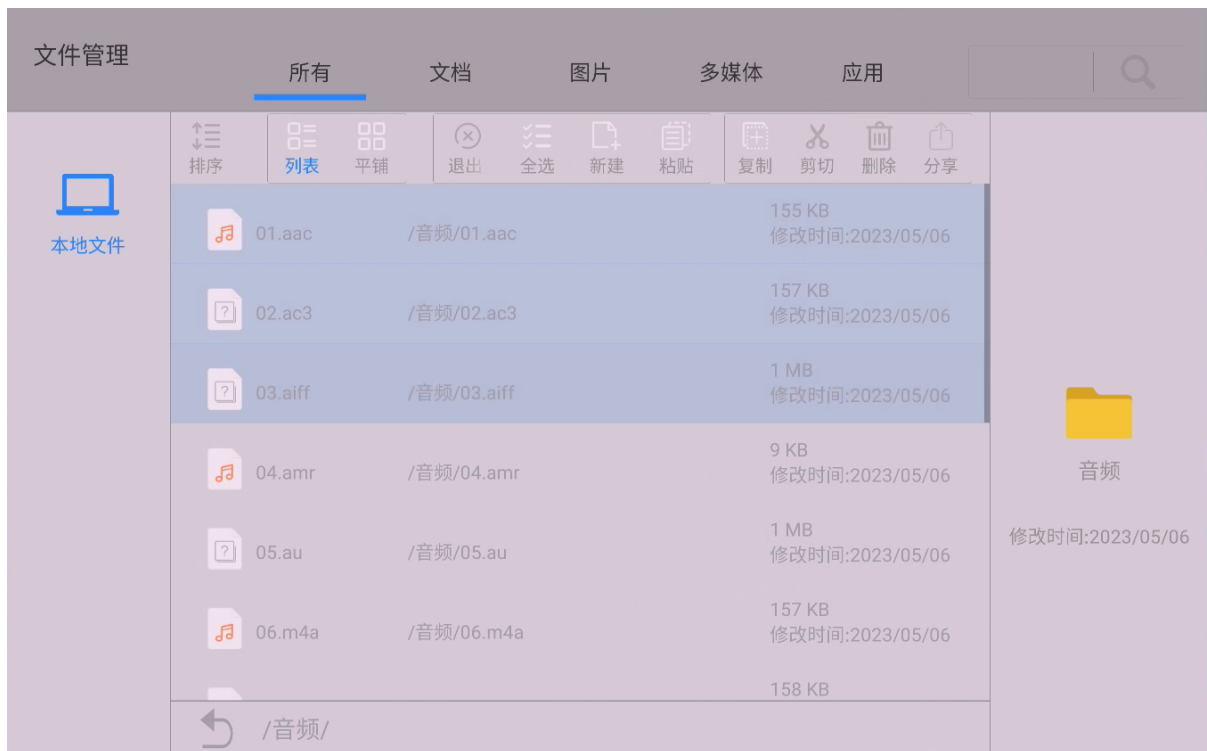 文件管理
所有 文档 图片 多媒体 应用
排序 列表 平铺 退出 全选 新建 粘贴 复制 剪切 删除 分享
本地文件
155 KB
01.aac /音频/01.aac 修改时间:2023/05/06
157 KB
02.ac3 /音频/02.ac3 修改时间:2023/05/06
1 MB
03.aiff /音频/03.aiff 修改时间:2023/05/06
9 KB
04.amr /音频/04.amr 修改时间:2023/05/06
音频
1 MB
05.au /音频/05.au 修改时间:2023/05/06
修改时间:2023/05/06
157 KB
06.m4a /音频/06.m4a 修改时间:2023/05/06
158 KB
/音频/